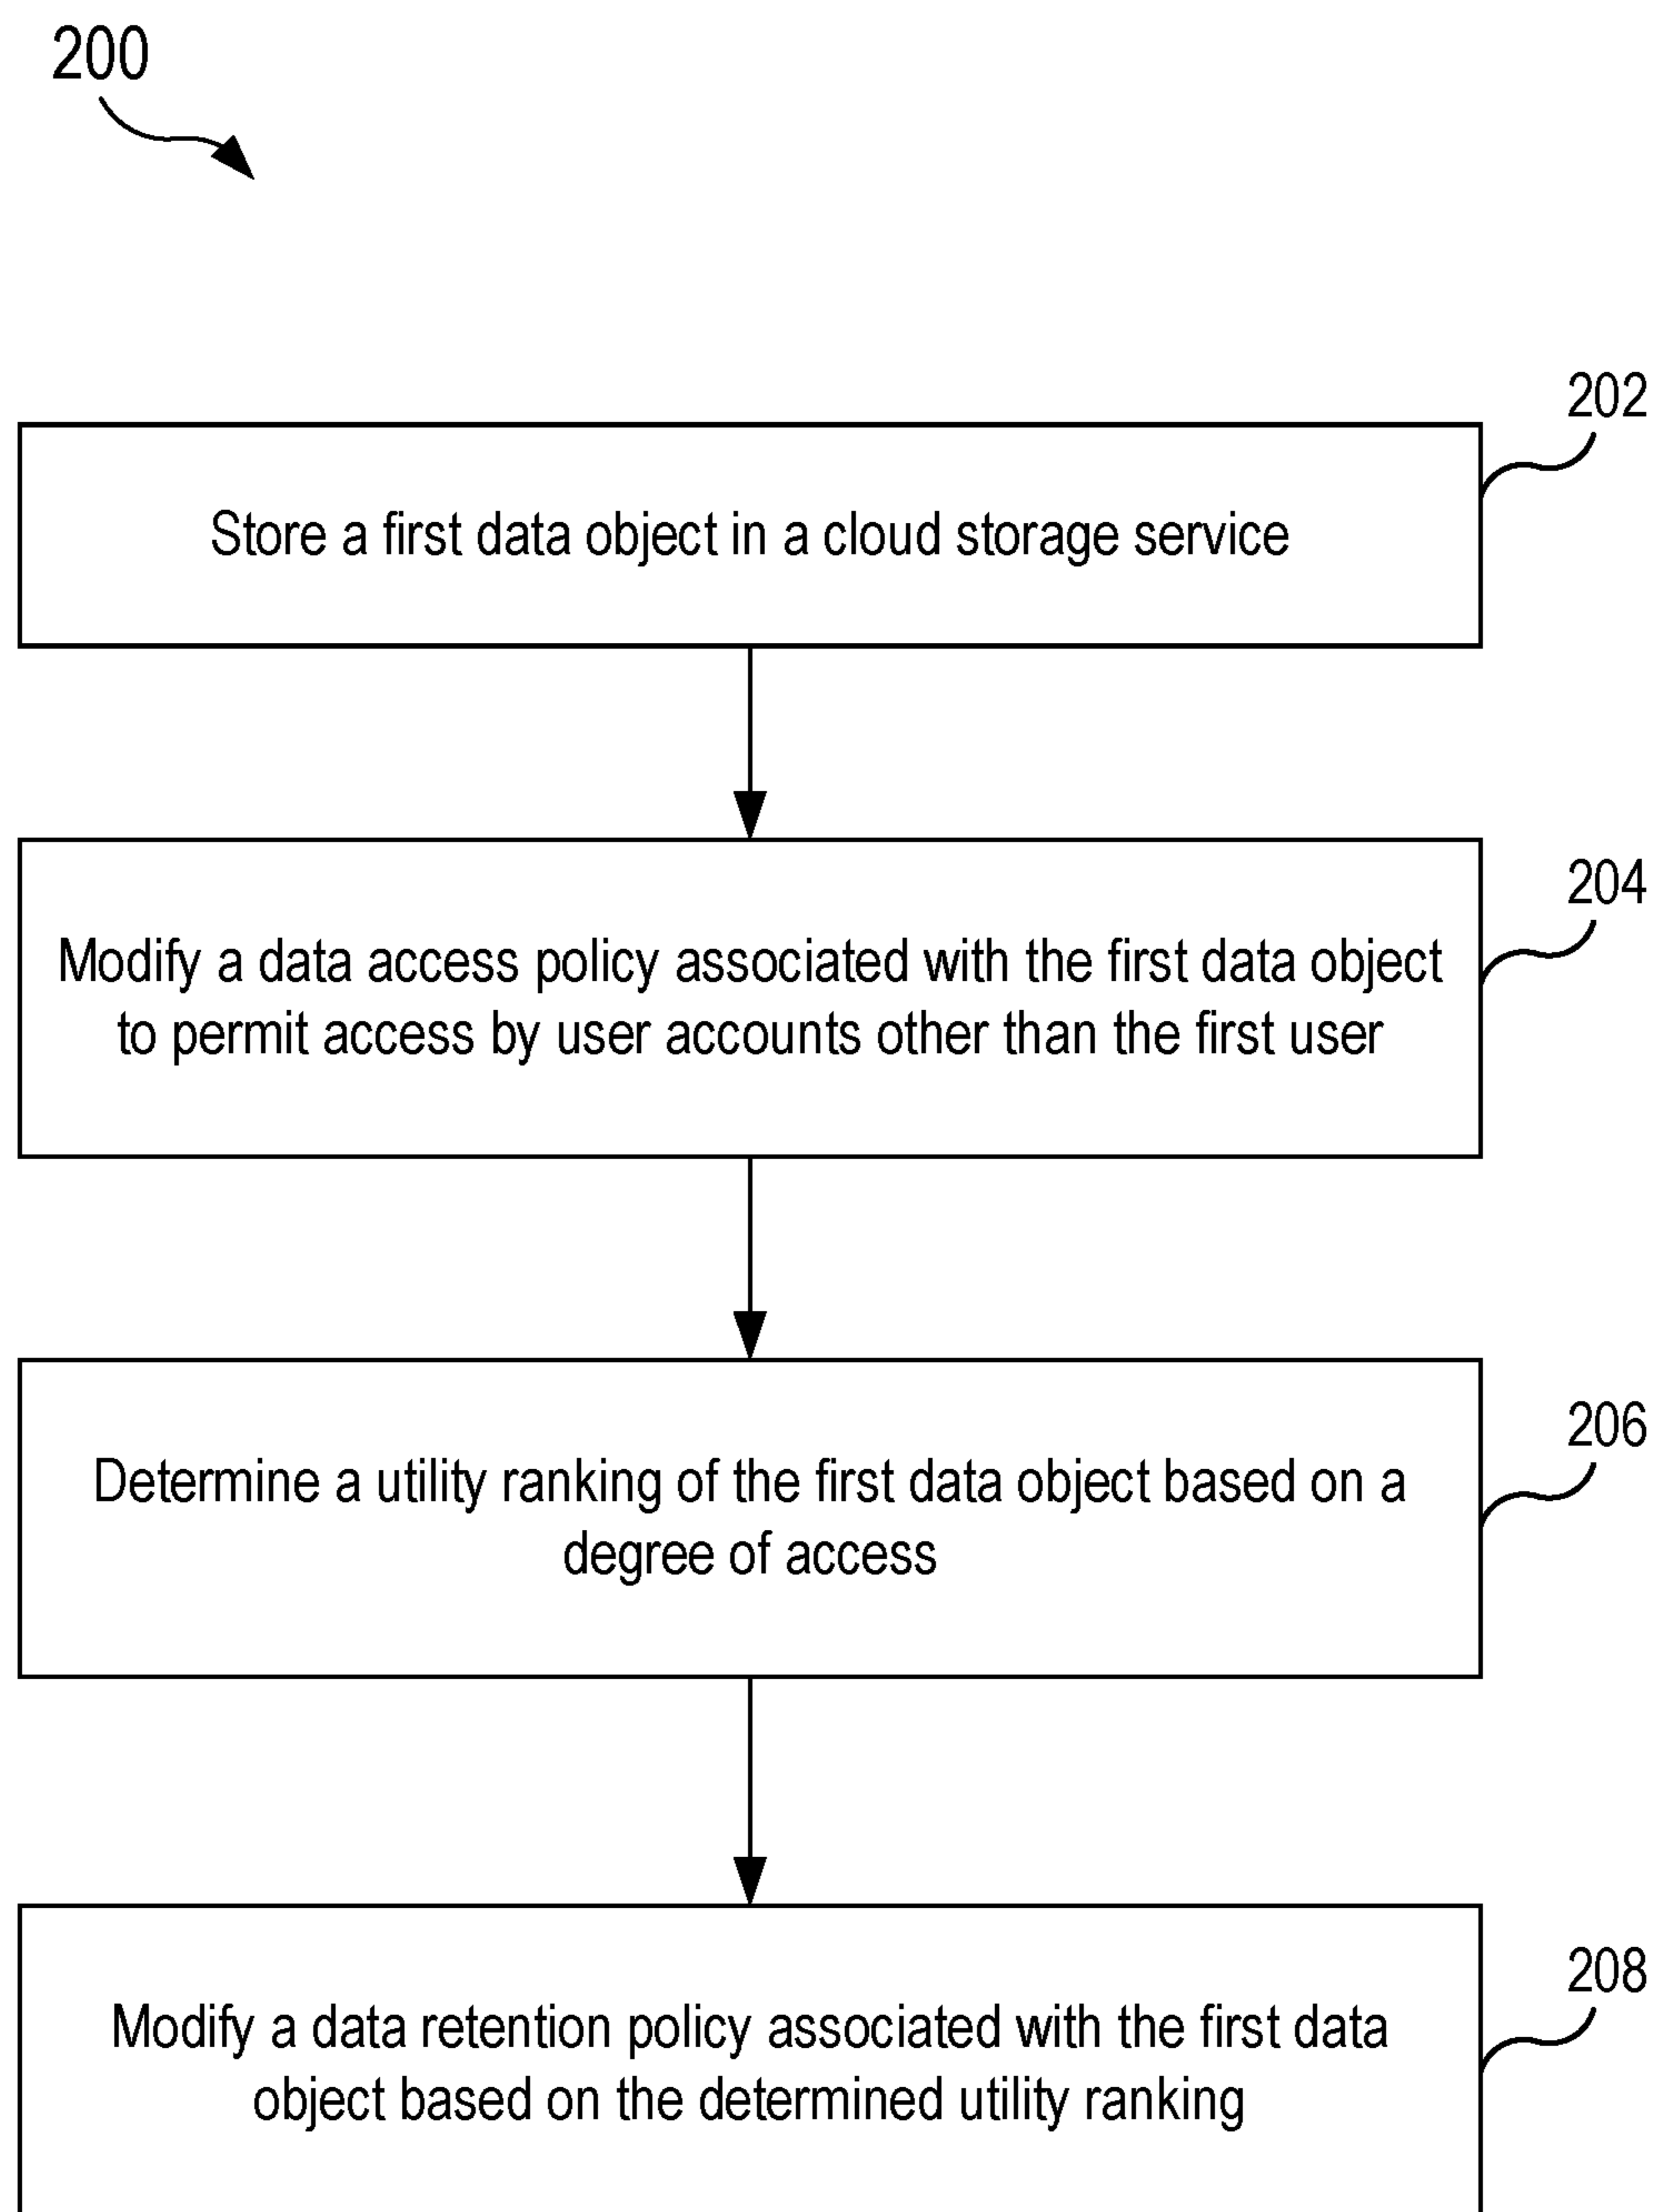 200
202
Store a first data object in a cloud storage service
204
Modify a data access policy associated with the first data object
to permit access by user accounts other than the first user
206
Determine a utility ranking of the first data object based on a
degree of access
208
Modify a data retention policy associated with the first data
object based on the determined utility ranking